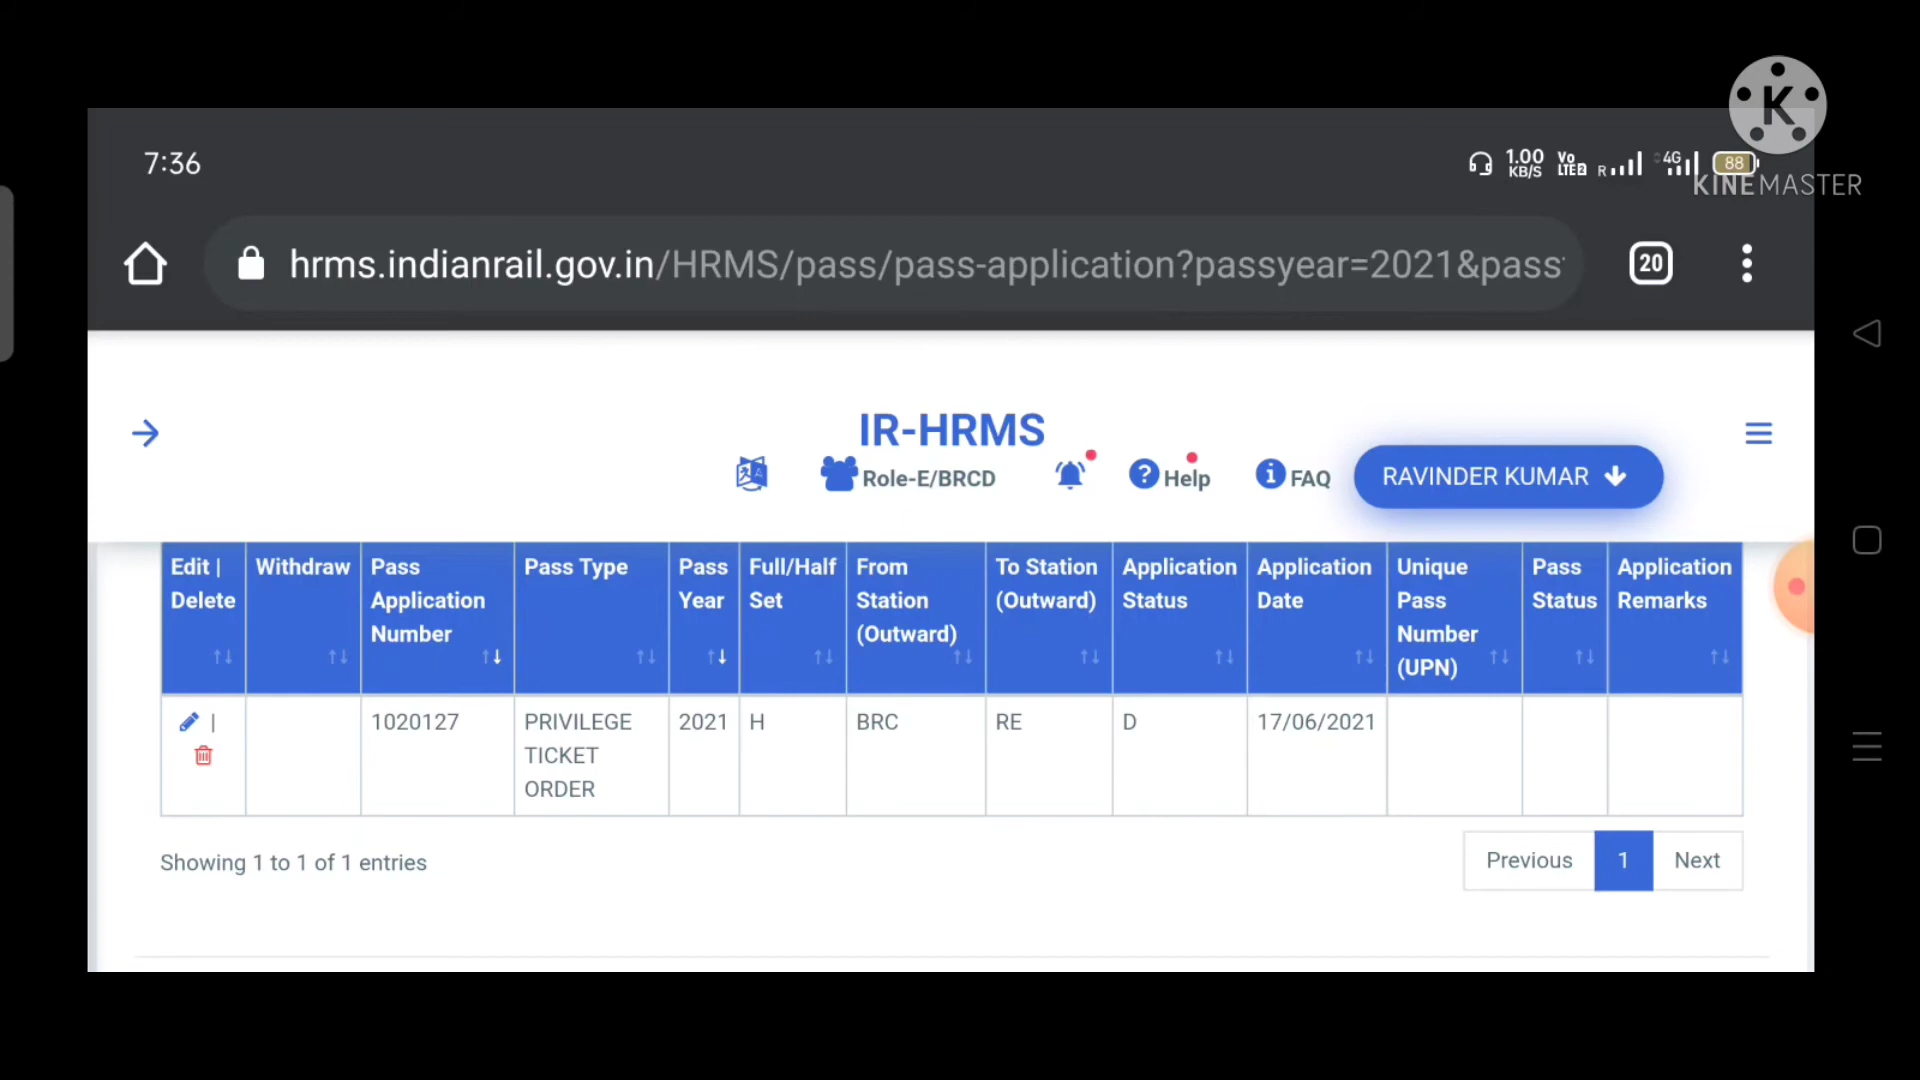 7:36
1.00 KB/S Vo LTE2 R 4G 88
K
KINEMASTER
hrms.indianrail.gov.in/HRMS/pass/pass-application?passyear=2021&pass
20
IR-HRMS
Role-E/BRCD Help FAQ RAVINDER KUMAR
Edit | Delete
Withdraw
Pass Application Number
Pass Type
Pass Year
Full/Half Set
From Station (Outward)
To Station (Outward)
Application Status
Application Date
Unique Pass Number (UPN)
Pass Status
Application Remarks
| 1020127 PRIVILEGE TICKET ORDER 2021 H BRC RE D 17/06/2021
Showing 1 to 1 of 1 entries
Previous 1 Next